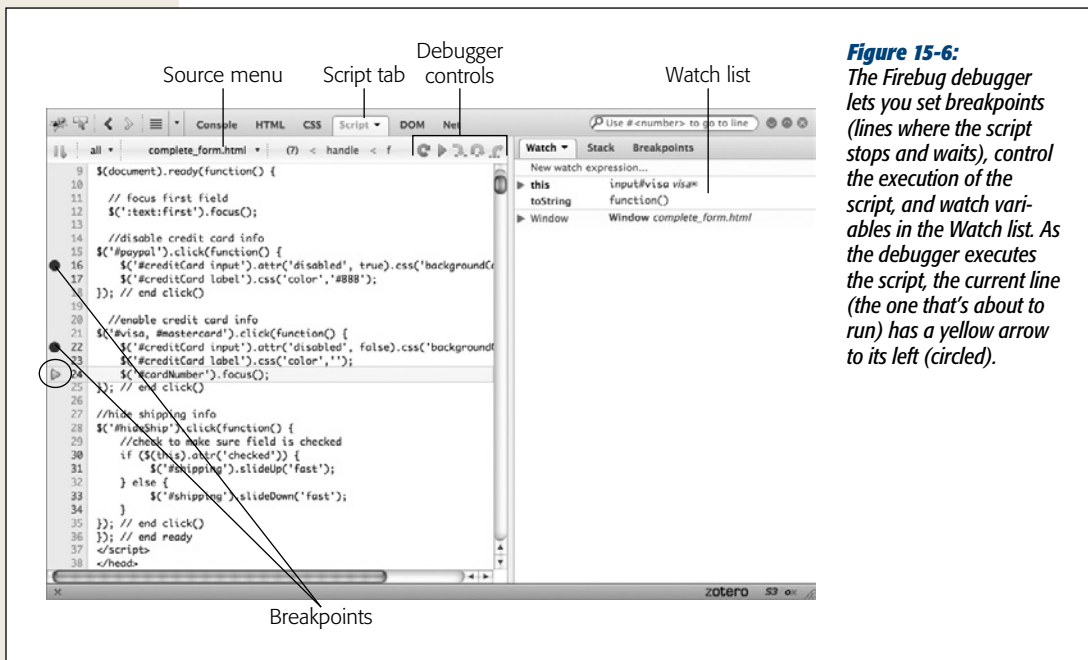 Debugger
controls
Source menu
Script tab
Watch list
Console HTML CSS Script DOM Net
Use #<number> to go to line
all complete_form.html (?) < handle < f
Watch Stack Breakpoints
New watch expression...
this input#visa visa=
toString function()
Window Window complete_form.html
9 $(document).ready(function() {
10
11 // focus first field
12 $(':text:first').focus();
13
14 //disable credit card info
15 $('#paypal').click(function() {
16 $('#creditCard input').attr('disabled', true).css('backgroundCo
17 $('#creditCard label').css('color','#BBB');
18 }); // end click()
19
20 //enable credit card info
21 $('#visa, #mastercard').click(function() {
22 $('#creditCard input').attr('disabled', false).css('background
23 $('#creditCard label').css('color','');
24 $('#cardNumber').focus();
25 }); // end click()
26
27 //hide shipping info
28 $('#hideShip').click(function() {
29 //check to make sure field is checked
30 if ($(this).attr('checked')) {
31 $('#shipping').slideUp('fast');
32 } else {
33 $('#shipping').slideDown('fast');
34 }
35 }); // end click()
36 }); // end ready
37 </script>
38 </head>
zotero S3
Breakpoints
Figure 15-6:
The Firebug debugger
lets you set breakpoints
(lines where the script
stops and waits), control
the execution of the
script, and watch vari-
ables in the Watch list. As
the debugger executes
the script, the current line
(the one that's about to
run) has a yellow arrow
to its left (circled).